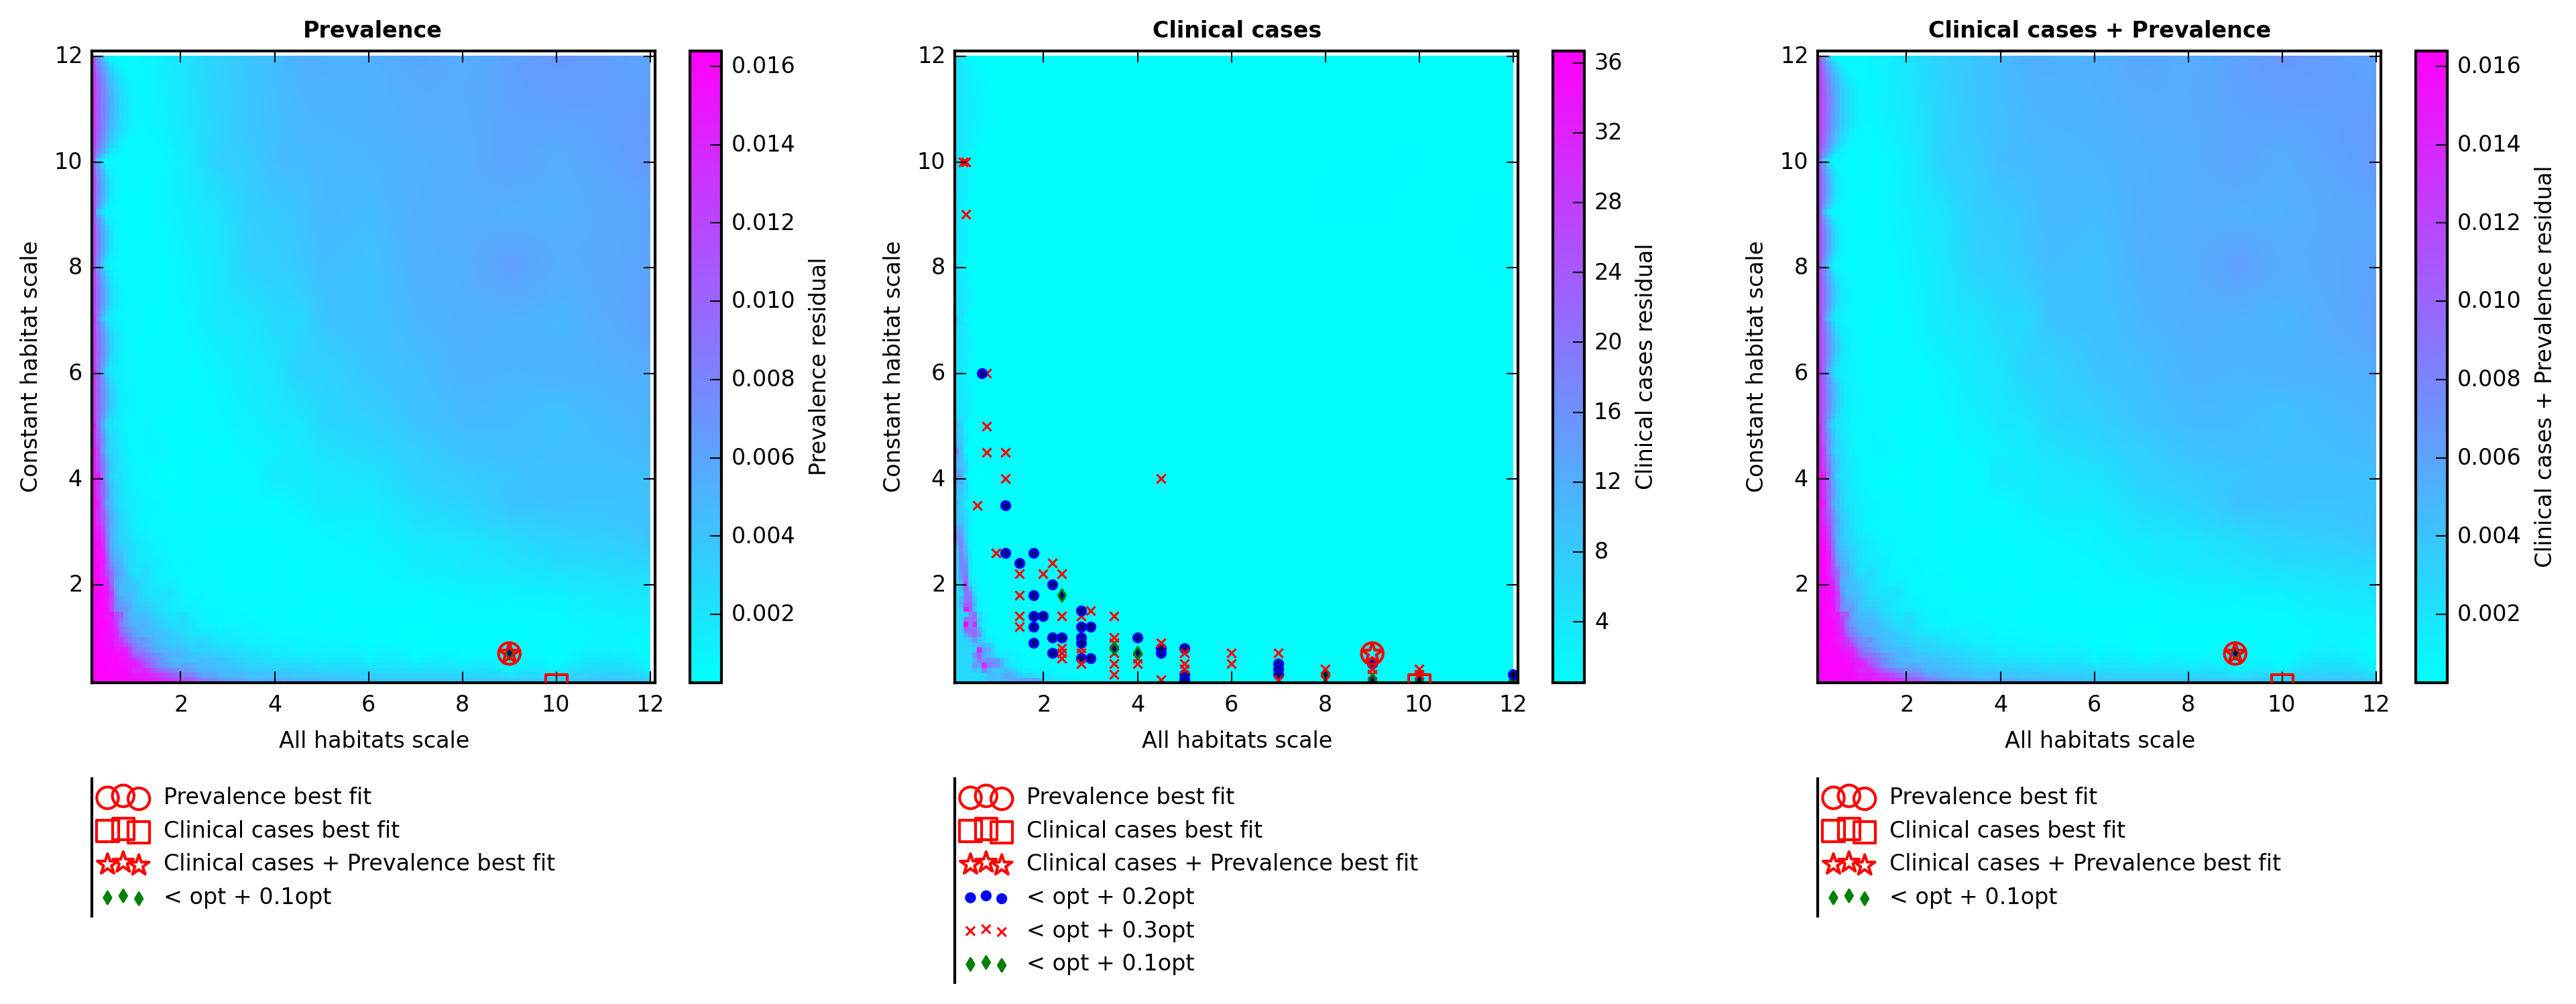 Prevalence
12
10
8
6
4
2
2 4 6 8 10 12
Constant habitat scale
All habitats scale
0.016
0.014
0.012
0.010
0.008
0.006
0.004
0.002
Prevalence residual
Prevalence best fit
Clinical cases best fit
Clinical cases + Prevalence best fit
< opt + 0.1opt
Clinical cases
12
10
8
6
4
2
2 4 6 8 10 12
Constant habitat scale
All habitats scale
36
32
28
24
20
16
12
8
4
Clinical cases residual
Prevalence best fit
Clinical cases best fit
Clinical cases + Prevalence best fit
< opt + 0.2opt
< opt + 0.3opt
< opt + 0.1opt
Clinical cases + Prevalence
12
10
8
6
4
2
2 4 6 8 10 12
Constant habitat scale
All habitats scale
0.016
0.014
0.012
0.010
0.008
0.006
0.004
0.002
Clinical cases + Prevalence residual
Prevalence best fit
Clinical cases best fit
Clinical cases + Prevalence best fit
< opt + 0.1opt